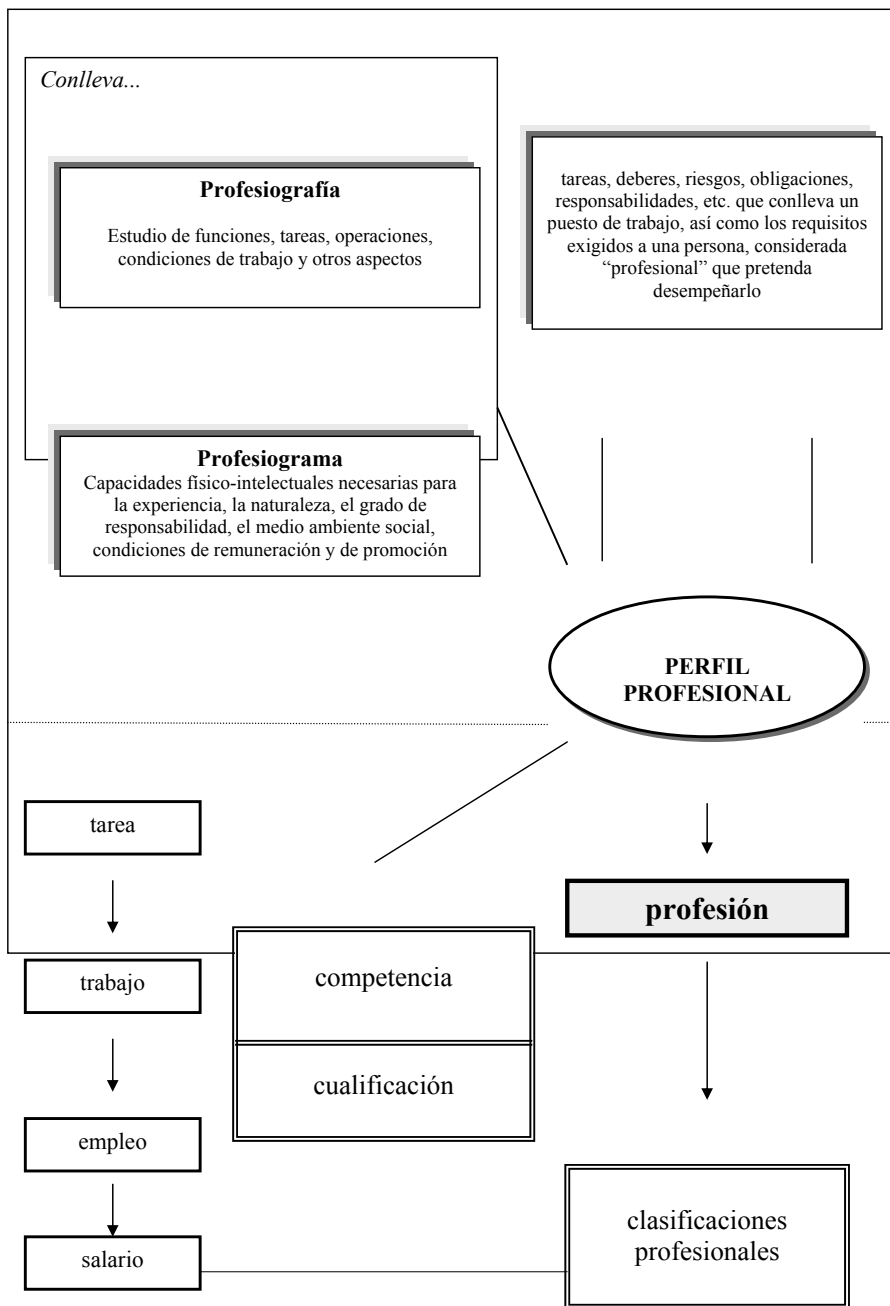 Conlleva...
Profesiografía
Estudio de funciones, tareas, operaciones,
condiciones de trabajo y otros aspectos
tareas, deberes, riesgos, obligaciones,
responsabilidades, etc. que conlleva un
puesto de trabajo, así como los requisitos
exigidos a una persona, considerada
“profesional” que pretenda
desempeñarlo
Profesiograma
Capacidades físico-intelectuales necesarias para
la experiencia, la naturaleza, el grado de
responsabilidad, el medio ambiente social,
condiciones de remuneración y de promoción
PERFIL
PROFESIONAL
tarea
profesión
trabajo
competencia
cualificación
empleo
clasificaciones
profesionales
salario